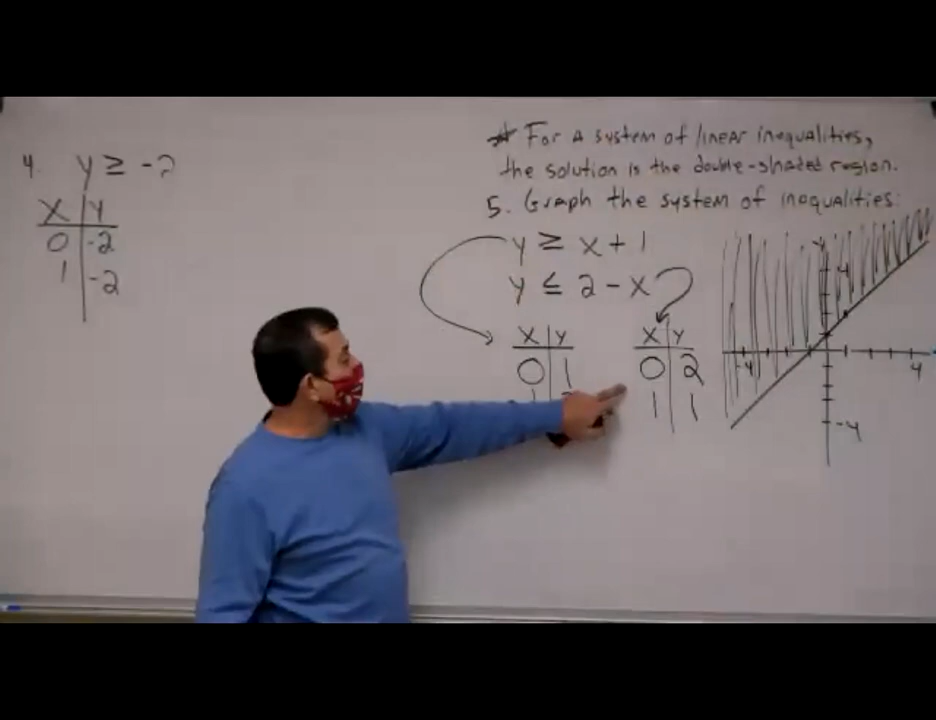 4. y ≥ -2
X | Y
0 | -2
1 | -2
* For a system of linear inequalities,
the solution is the double-shaded region.
5. Graph the system of inequalities:
y ≥ x + 1
y ≤ 2 - x
X | Y
0 | 1
X | Y
0 | 2
1 | 1
y
4
-4
4
-4